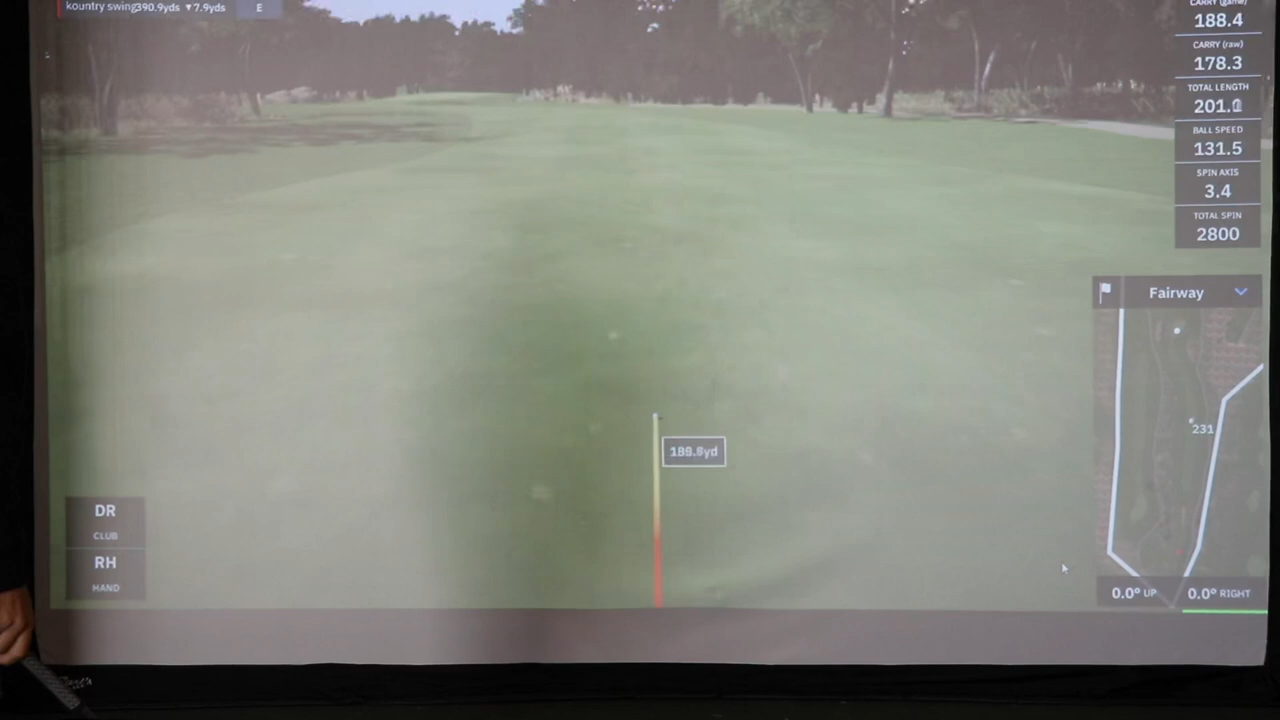 kountry swing390.9yds ▼7.9yds E
CARRY (game)
188.4
CARRY (raw)
178.3
TOTAL LENGTH
BALL SPEED
131.5
SPIN AXIS
3.4
TOTAL SPIN
2800
Fairway
231
DR
CLUB
RH
HAND
0.0° UP
0.0° RIGHT